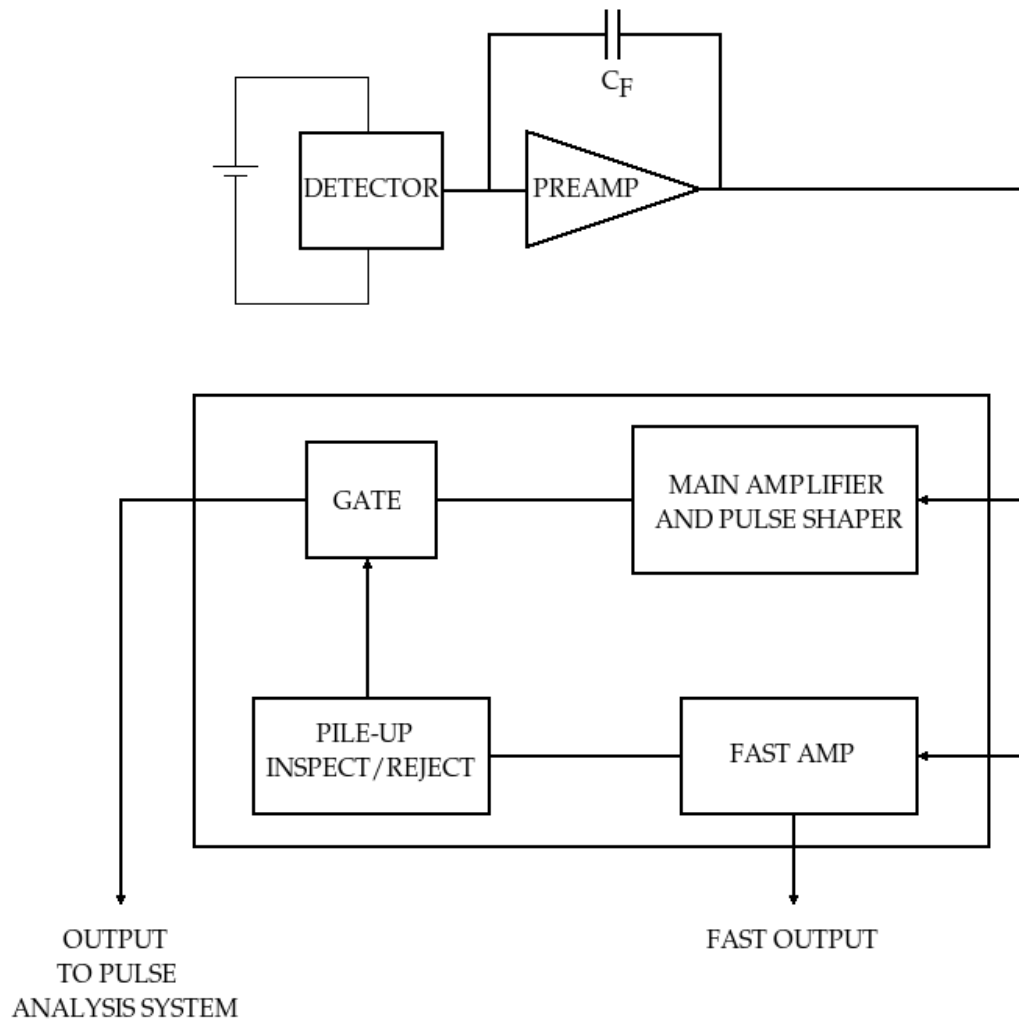 C_F
DETECTOR
PREAMP
GATE
MAIN AMPLIFIER
AND PULSE SHAPER
PILE-UP
INSPECT/REJECT
FAST AMP
OUTPUT
TO PULSE
ANALYSIS SYSTEM
FAST OUTPUT